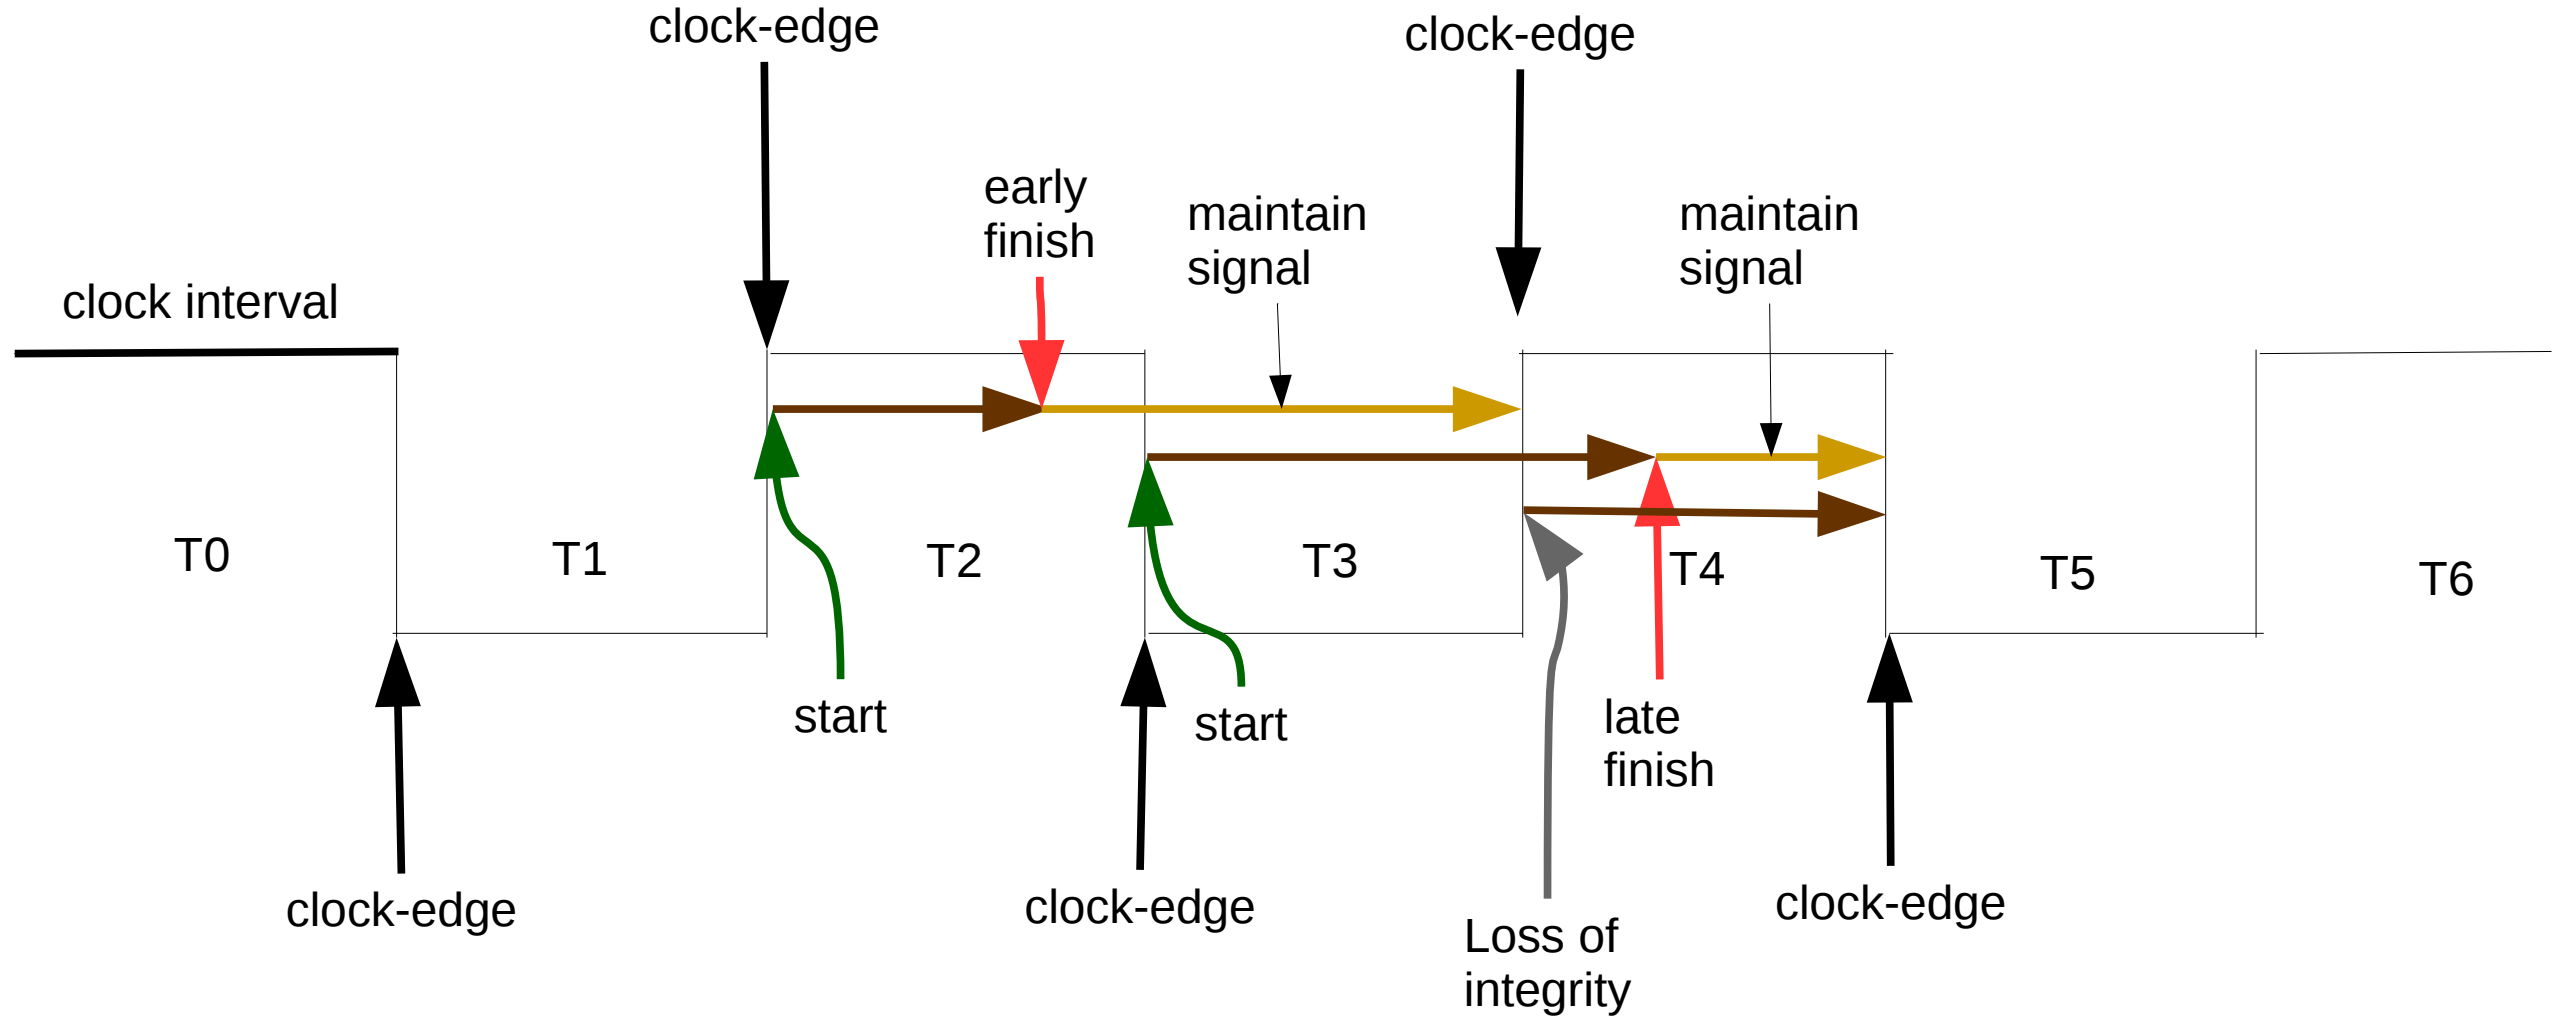 clock-edge
clock-edge
early
finish
maintain
signal
maintain
signal
clock interval
T0
T1
T2
T3
T4
T5
T6
start
start
late
finish
clock-edge
clock-edge
clock-edge
Loss of
integrity